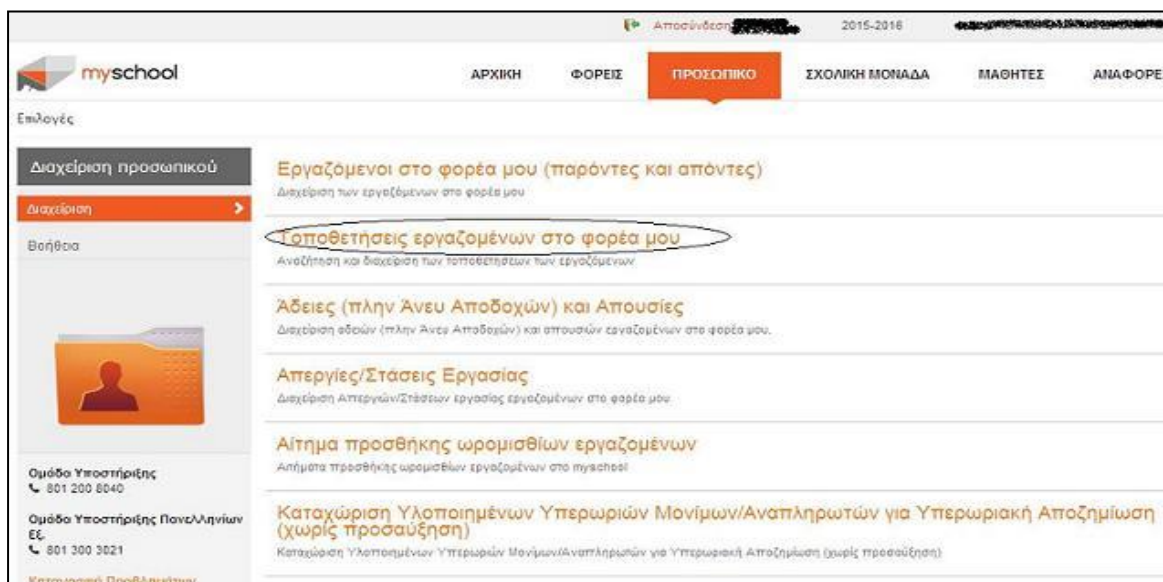 Αποσύνδεση 2015-2016
myschool ΑΡΧΙΚΗ ΦΟΡΕΙΣ ΠΡΟΣΩΠΙΚΟ ΣΧΟΛΙΚΗ ΜΟΝΑΔΑ ΜΑΘΗΤΕΣ ΑΝΑΦΟΡΕ
Επιλογές
Διαχείριση προσωπικού
Διαχείριση
Βοήθεια
Ομάδα Υποστήριξης
801 200 8040
Ομάδα Υποστήριξης Πανελληνίων
Εξ.
801 300 3021
Καταγραφή Προβλημάτων
Εργαζόμενοι στο φορέα μου (παρόντες και απόντες)
Διαχείριση των εργαζόμενων στο φορέα μου
Τοποθετήσεις εργαζομένων στο φορέα μου
Αναζήτηση και διαχείριση των τοποθετήσεων των εργαζόμενων
Άδειες (πλην Άνευ Αποδοχών) και Απουσίες
Διαχείριση αδειών (πλην Άνευ Αποδοχών) και απουσιών εργαζομένων στο φορέα μου.
Απεργίες/Στάσεις Εργασίας
Διαχείριση Απεργιών/Στάσεων εργασίας εργαζομένων στο φορέα μου
Αίτημα προσθήκης ωρομισθίων εργαζομένων
Αιτήματα προσθήκης ωρομισθίων εργαζομένων στο myschool
Καταχώριση Υλοποιημένων Υπερωριών Μονίμων/Αναπληρωτών για Υπερωριακή Αποζημίωση
(χωρίς προσαύξηση)
Καταχώριση Υλοποιημένων Υπερωριών Μονίμων/Αναπληρωτών για Υπερωριακή Αποζημίωση (χωρίς προσαύξηση)